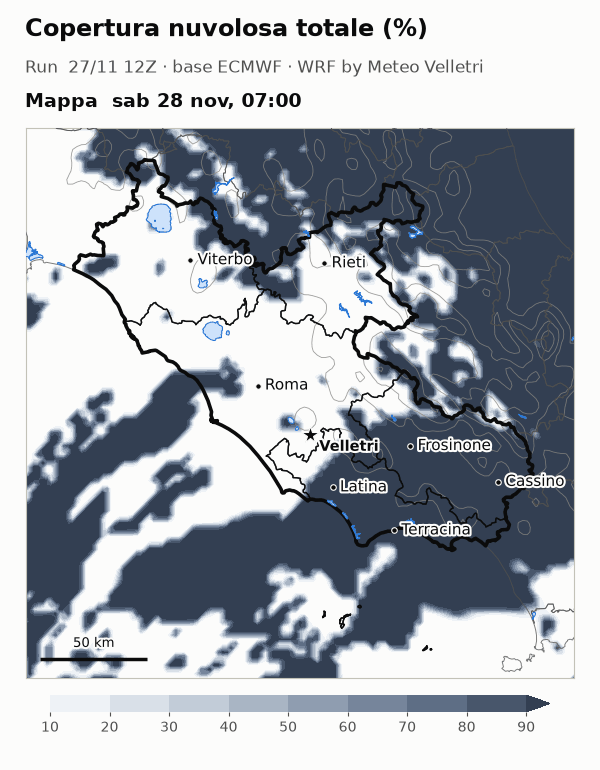 Copertura nuvolosa totale (%)
Run  27/11 12Z · base ECMWF · WRF by Meteo Velletri
Mappa  sab 28 nov, 07:00
Viterbo
Rieti
Roma
Velletri
Frosinone
Cassino
Latina
Terracina
50 km
10 20 30 40 50 60 70 80 90